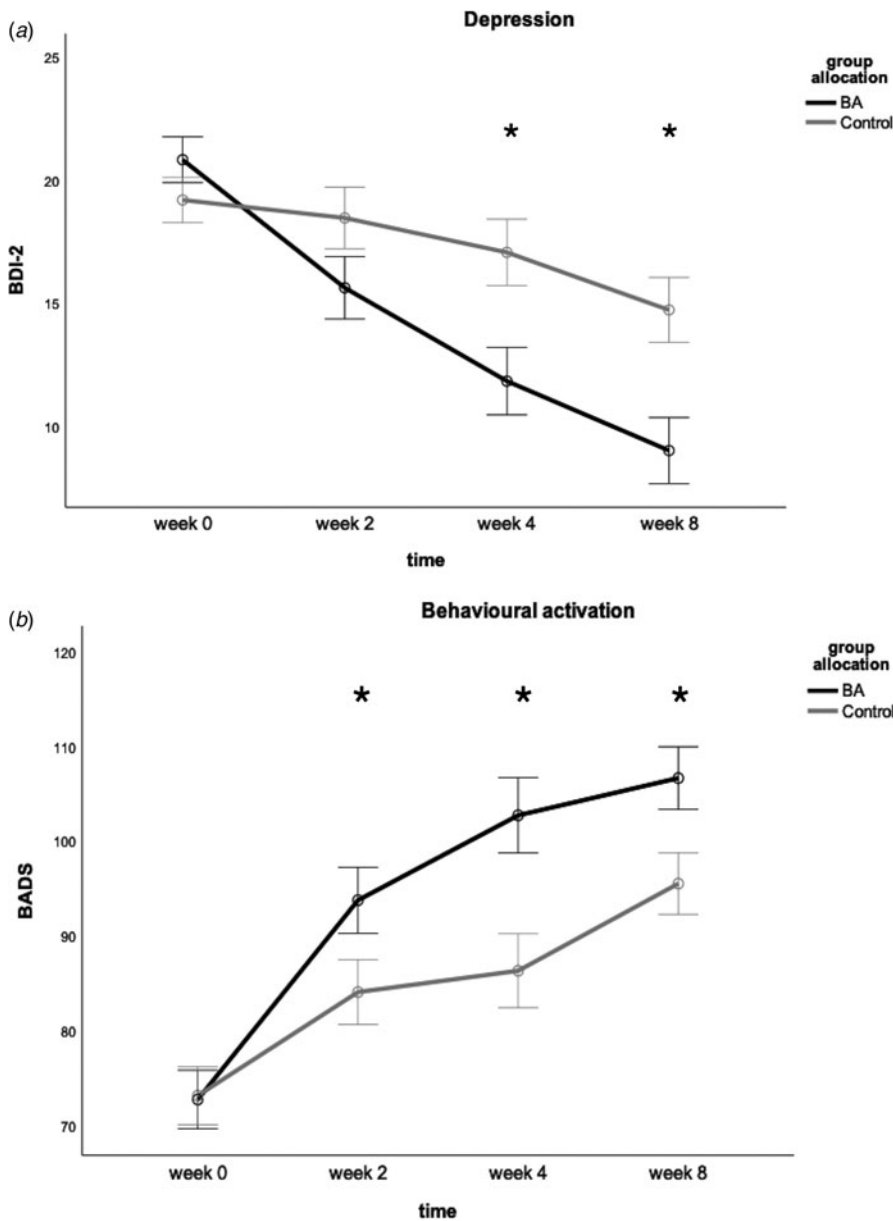 (a)
Depression
group
allocation
BA
Control
25
20
15
10
BDI-2
* *
week 0 week 2 week 4 week 8
time
(b)
Behavioural activation
group
allocation
BA
Control
120
110
100
90
80
70
BADS
* * *
week 0 week 2 week 4 week 8
time